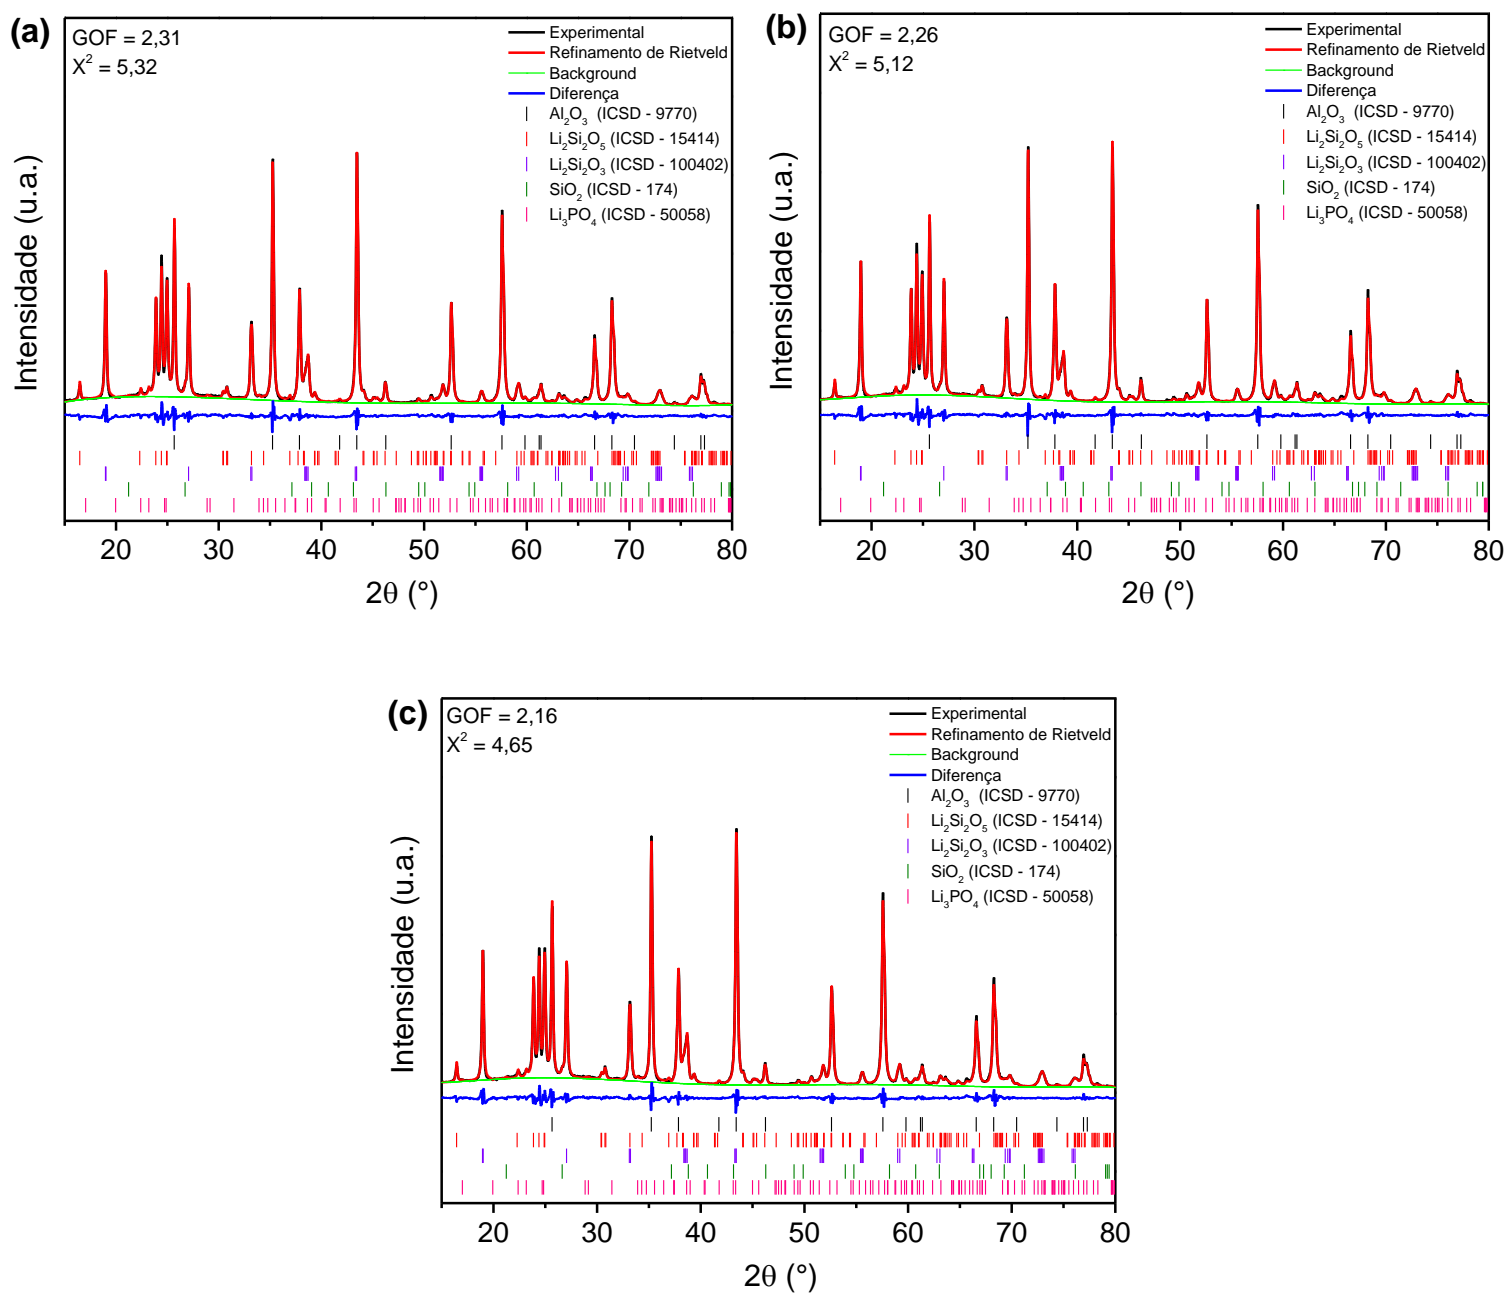 (a)
GOF = 2,31
X² = 5,32
Experimental
Refinamento de Rietveld
Background
Diferença
Al₂O₃ (ICSD - 9770)
Li₂Si₂O₅ (ICSD - 15414)
Li₂Si₂O₃ (ICSD - 100402)
SiO₂ (ICSD - 174)
Li₃PO₄ (ICSD - 50058)
Intensidade (u.a.)
20 30 40 50 60 70 80
2θ (°)
(b)
GOF = 2,26
X² = 5,12
Experimental
Refinamento de Rietveld
Background
Diferença
Al₂O₃ (ICSD - 9770)
Li₂Si₂O₅ (ICSD - 15414)
Li₂Si₂O₃ (ICSD - 100402)
SiO₂ (ICSD - 174)
Li₃PO₄ (ICSD - 50058)
Intensidade (u.a.)
20 30 40 50 60 70 80
2θ (°)
(c)
GOF = 2,16
X² = 4,65
Experimental
Refinamento de Rietveld
Background
Diferença
Al₂O₃ (ICSD - 9770)
Li₂Si₂O₅ (ICSD - 15414)
Li₂Si₂O₃ (ICSD - 100402)
SiO₂ (ICSD - 174)
Li₃PO₄ (ICSD - 50058)
Intensidade (u.a.)
20 30 40 50 60 70 80
2θ (°)